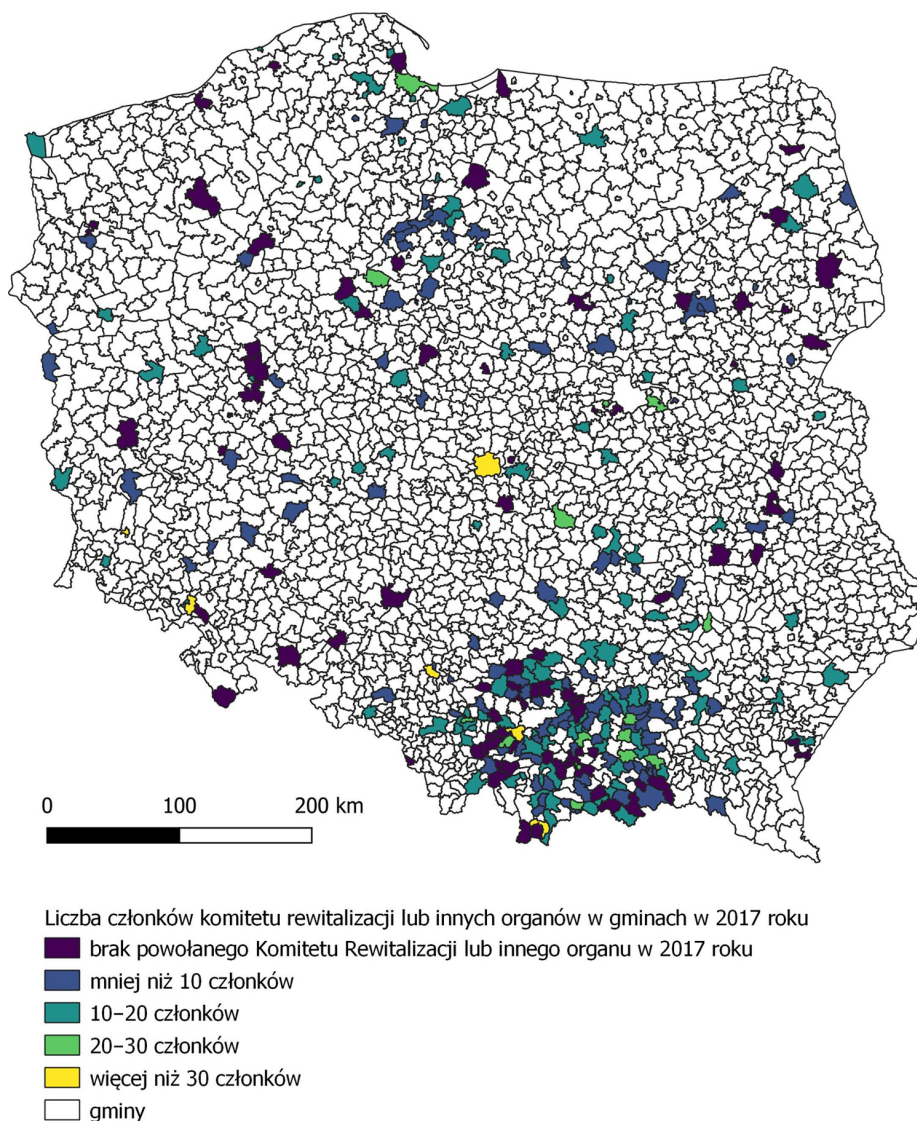 0 100 200 km
Liczba członków komitetu rewitalizacji lub innych organów w gminach w 2017 roku
brak powołanego Komitetu Rewitalizacji lub innego organu w 2017 roku
mniej niż 10 członków
10–20 członków
20–30 członków
więcej niż 30 członków
gminy